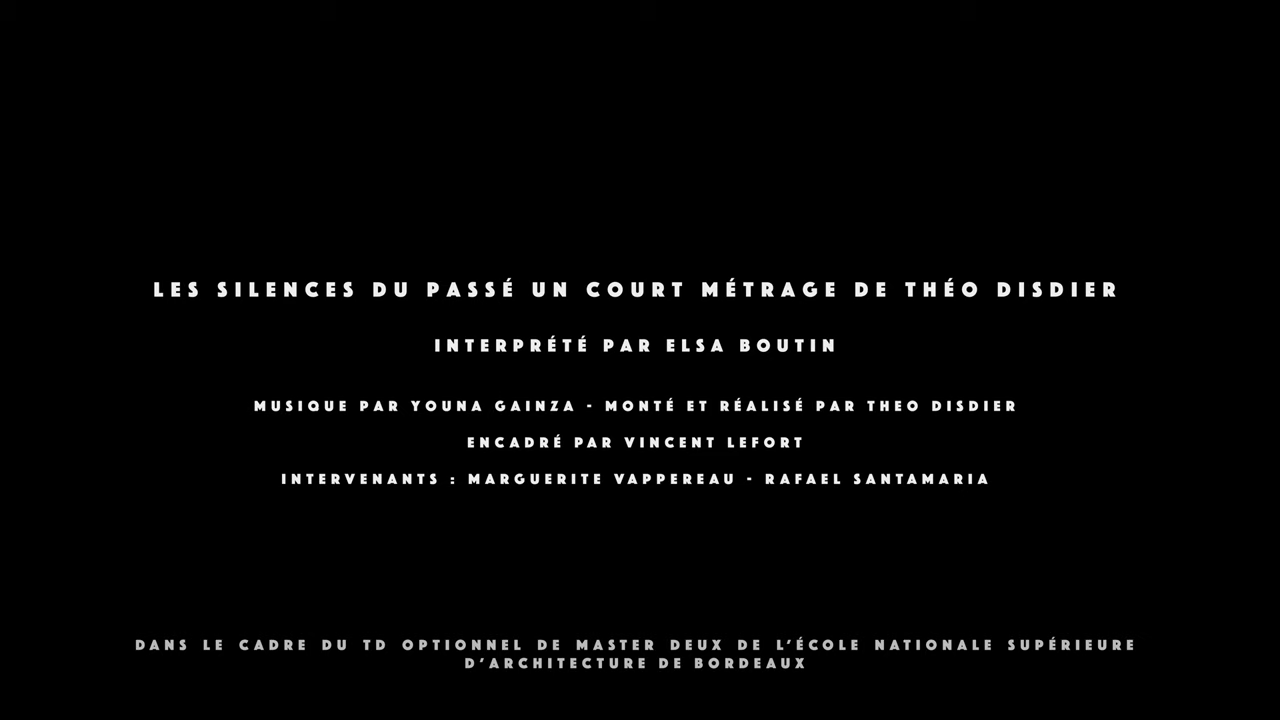 LES SILENCES DU PASSÉ UN COURT MÉTRAGE DE THÉO DISDIER
INTERPRÉTÉ PAR ELSA BOUTIN
MUSIQUE PAR YOUNA GAINZA - MONTÉ ET RÉALISÉ PAR THEO DISDIER
ENCADRÉ PAR VINCENT LEFORT
INTERVENANTS : MARGUERITE VAPPEREAU - RAFAEL SANTAMARIA
DANS LE CADRE DU TD OPTIONNEL DE MASTER DEUX DE L'ÉCOLE NATIONALE SUPÉRIEURE
D'ARCHITECTURE DE BORDEAUX